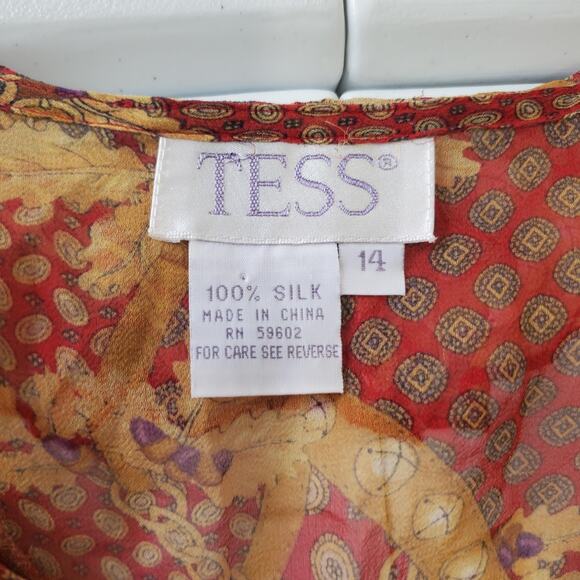 TESS®
14
100% SILK
MADE IN CHINA
RN 59602
FOR CARE SEE REVERSE